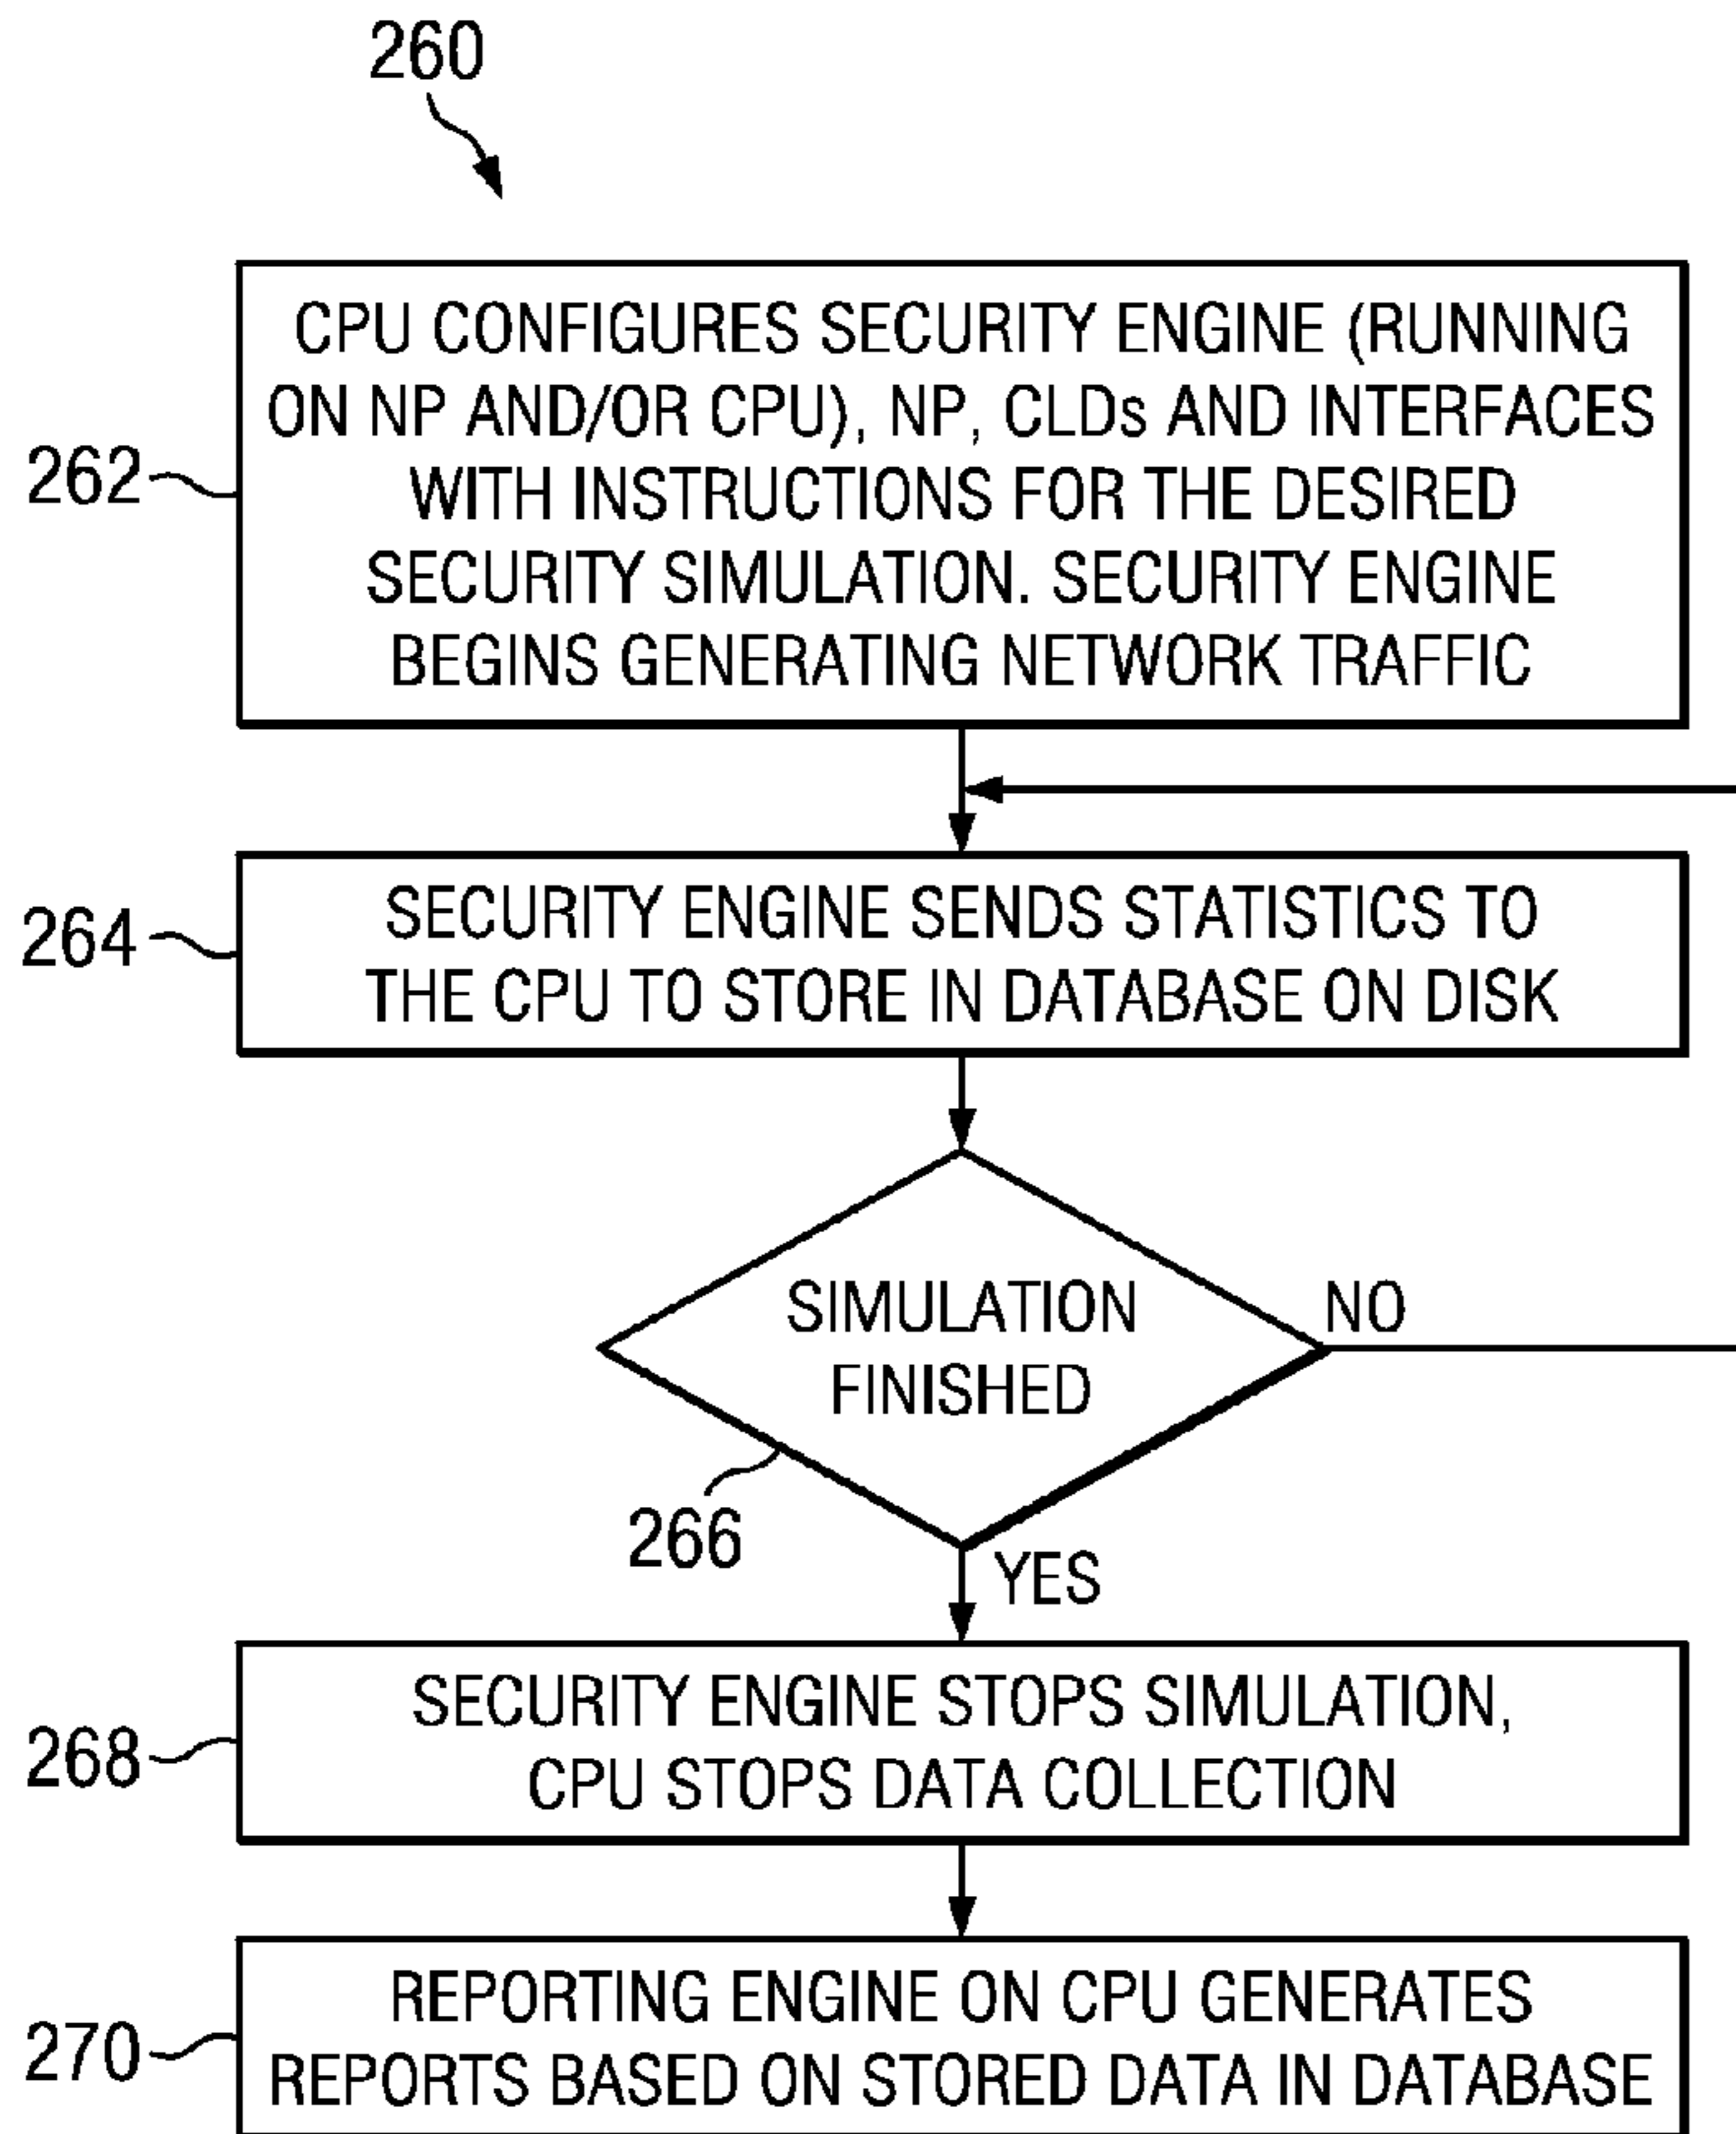 260
CPU CONFIGURES SECURITY ENGINE (RUNNING
ON NP AND/OR CPU), NP, CLDs AND INTERFACES
WITH INSTRUCTIONS FOR THE DESIRED
SECURITY SIMULATION. SECURITY ENGINE
BEGINS GENERATING NETWORK TRAFFIC
262
SECURITY ENGINE SENDS STATISTICS TO
THE CPU TO STORE IN DATABASE ON DISK
264
SIMULATION
FINISHED
NO
266
YES
SECURITY ENGINE STOPS SIMULATION,
CPU STOPS DATA COLLECTION
268
REPORTING ENGINE ON CPU GENERATES
REPORTS BASED ON STORED DATA IN DATABASE
270